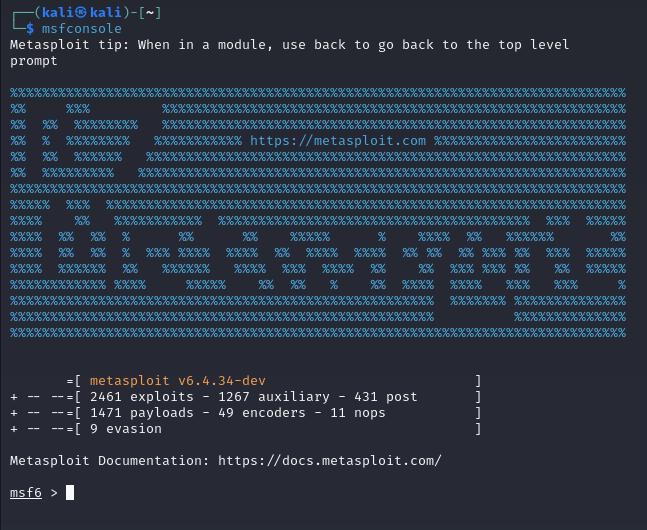 ┌──(kali㉿kali)-[~]
└─$ msfconsole
Metasploit tip: When in a module, use back to go back to the top level
prompt
https://metasploit.com
=[ metasploit v6.4.34-dev ]
+ -- --=[ 2461 exploits - 1267 auxiliary - 431 post ]
+ -- --=[ 1471 payloads - 49 encoders - 11 nops ]
+ -- --=[ 9 evasion ]
Metasploit Documentation: https://docs.metasploit.com/
msf6 >